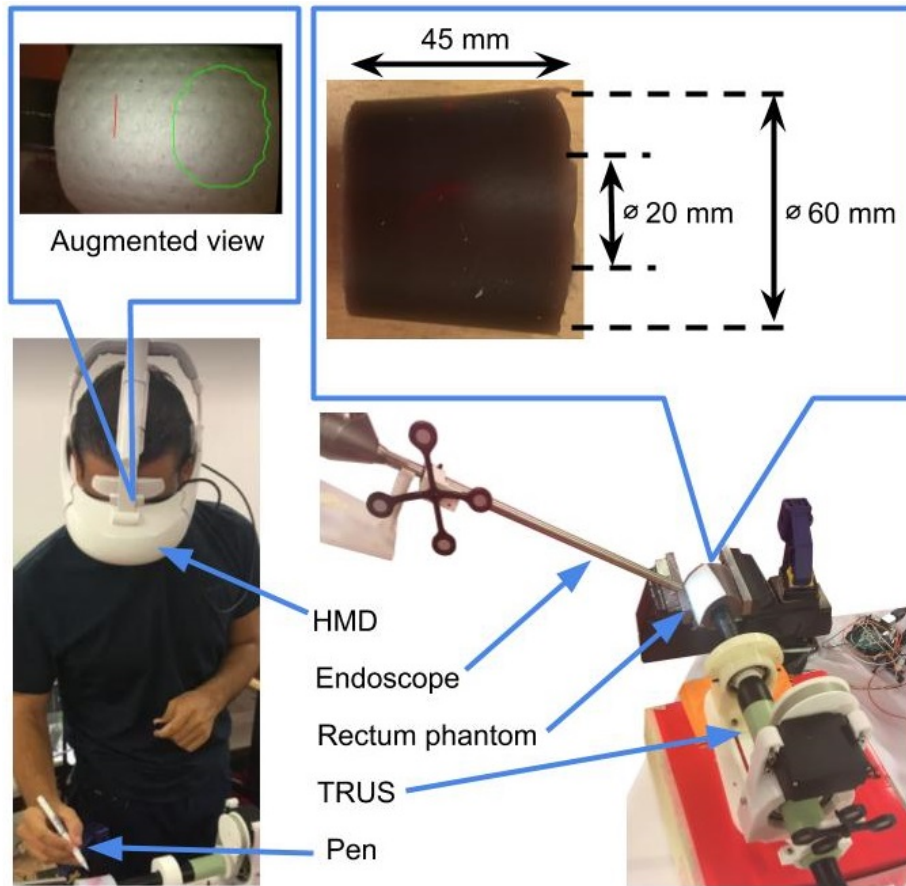 45 mm
⌀ 20 mm
⌀ 60 mm
Augmented view
HMD
Endoscope
Rectum phantom
TRUS
Pen